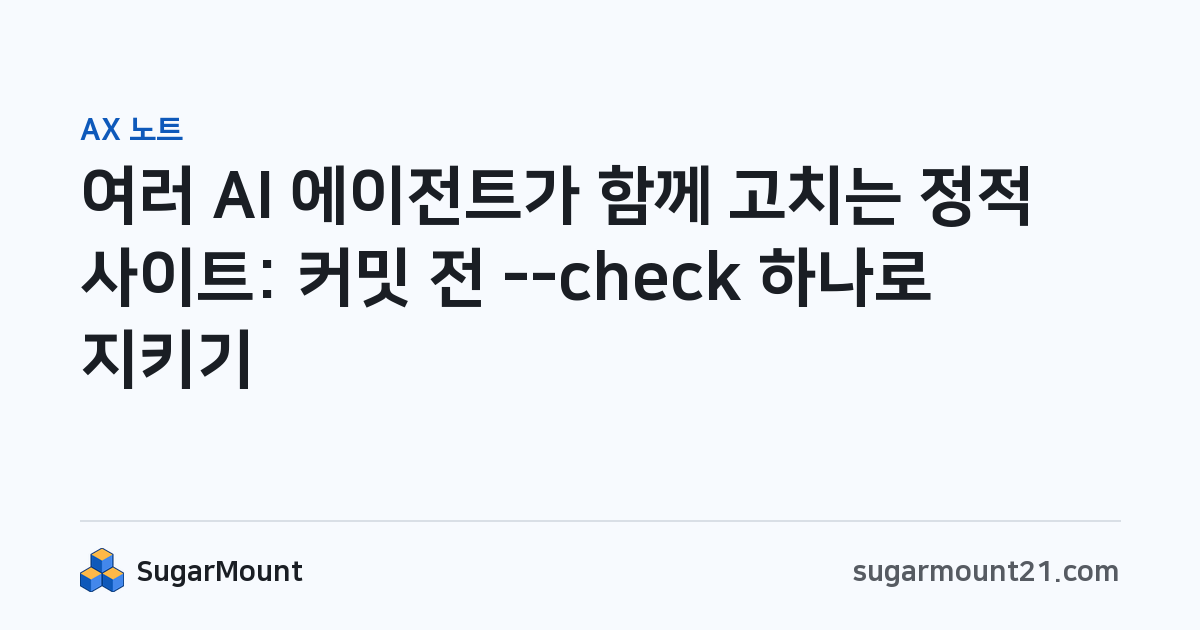 AX 노트
여러 AI 에이전트가 함께 고치는 정적
사이트: 커밋 전 --check 하나로
지키기
SugarMount
sugarmount21.com